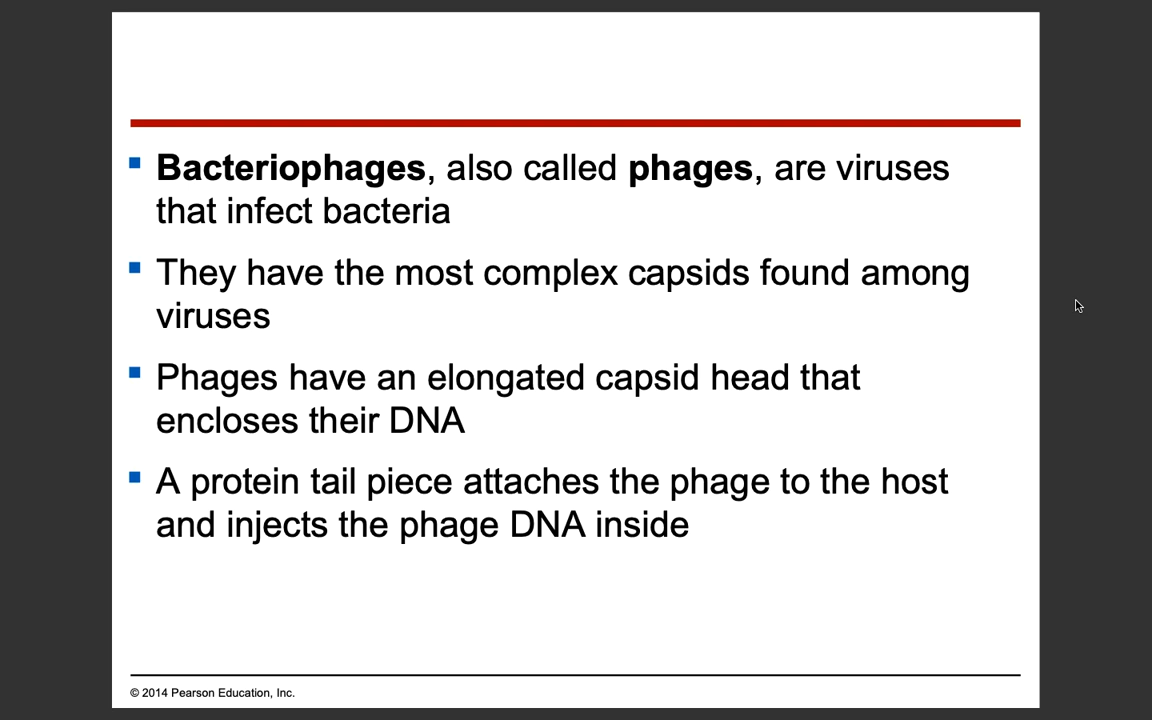 Bacteriophages, also called phages, are viruses
that infect bacteria
They have the most complex capsids found among
viruses
Phages have an elongated capsid head that
encloses their DNA
A protein tail piece attaches the phage to the host
and injects the phage DNA inside
© 2014 Pearson Education, Inc.